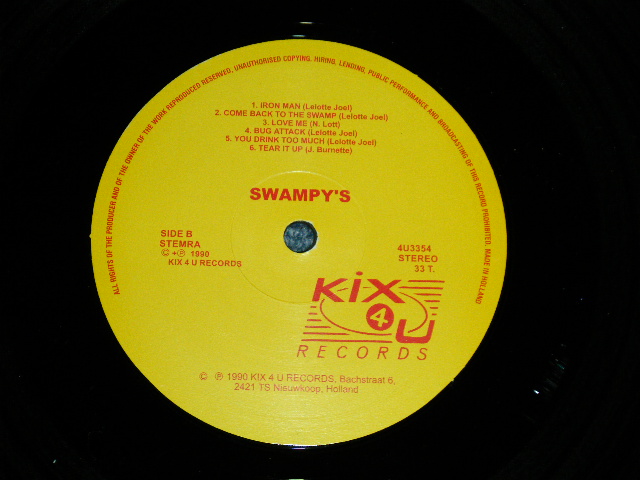 ALL RIGHTS OF THE PRODUCER AND OF THE OWNER OF THE WORK REPRODUCED RESERVED, UNAUTHORISED COPYING, HIRING, LENDING, PUBLIC PERFORMANCE AND BROADCASTING OF THIS RECORD PROHIBITED. MADE IN HOLLAND
1. IRON MAN (Lelotte Joel)
2. COME BACK TO THE SWAMP (Lelotte Joel)
3. LOVE ME (N. Lott)
4. BUG ATTACK (Lelotte Joel)
5. YOU DRINK TOO MUCH (Lelotte Joel)
6. TEAR IT UP (J. Burnette)
SWAMPY'S
SIDE B
STEMRA
© + ℗ 1990
KIX 4 U RECORDS
4U3354
STEREO
33 T.
KiX
4 U
RECORDS
© ℗ 1990 KIX 4 U RECORDS, Bachstraat 6,
2421 TS Nieuwkoop, Holland